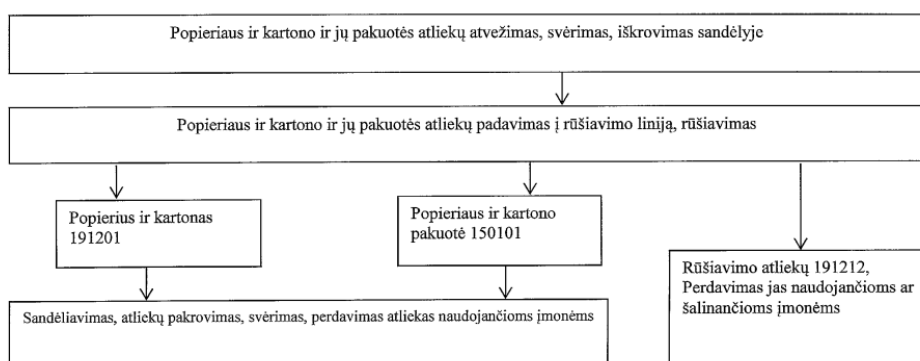 Popieriaus ir kartono ir jų pakuotės atliekų atvežimas, svėrimas, iškrovimas sandėlyje
Popieriaus ir kartono ir jų pakuotės atliekų padavimas į rūšiavimo liniją, rūšiavimas
Popierius ir kartonas
191201
Popieriaus ir kartono
pakuotė 150101
Rūšiavimo atliekų 191212,
Perdavimas jas naudojančioms ar
šalinančioms įmonėms
Sandėliavimas, atliekų pakrovimas, svėrimas, perdavimas atliekas naudojančioms įmonėms